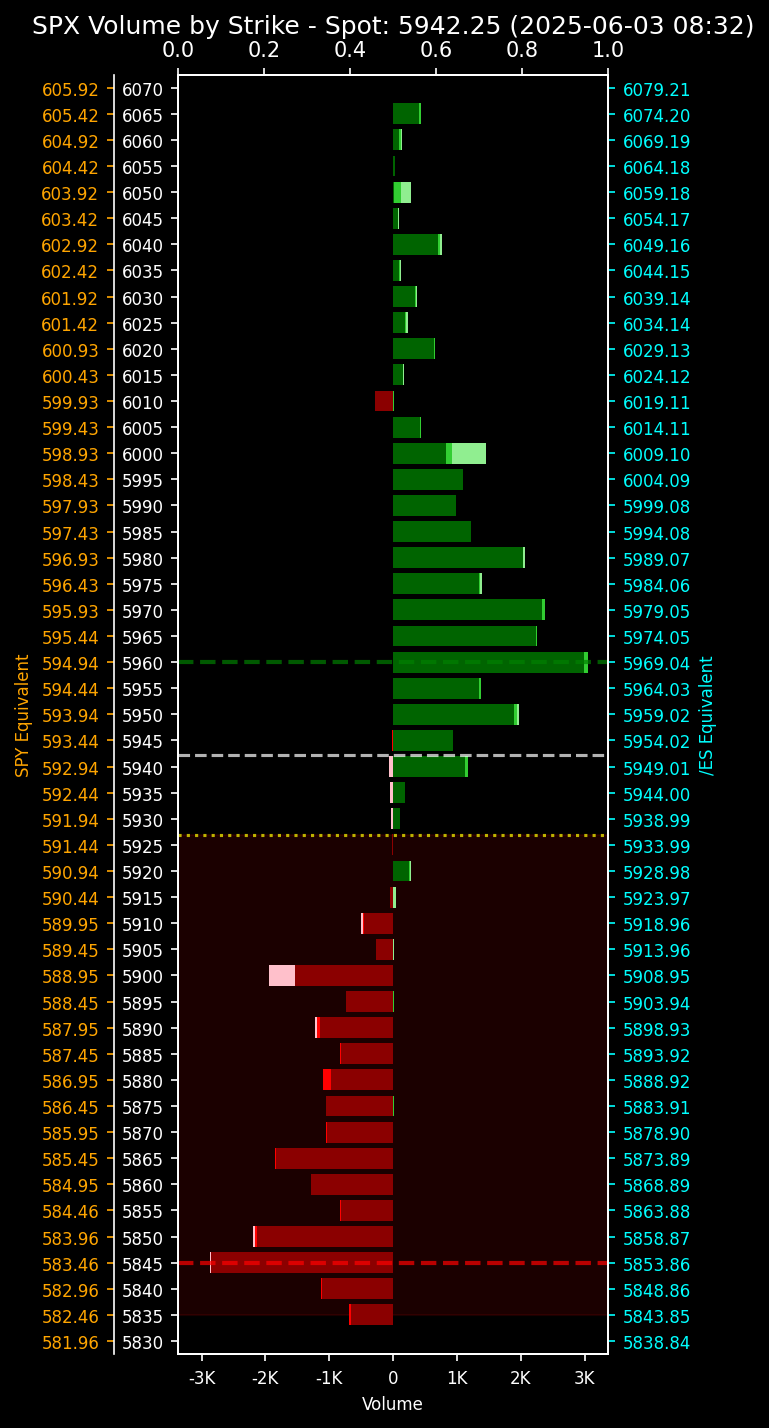 SPX Volume by Strike - Spot: 5942.25 (2025-06-03 08:32)
0.0 0.2 0.4 0.6 0.8 1.0
605.92 6070 6079.21
605.42 6065 6074.20
604.92 6060 6069.19
604.42 6055 6064.18
603.92 6050 6059.18
603.42 6045 6054.17
602.92 6040 6049.16
602.42 6035 6044.15
601.92 6030 6039.14
601.42 6025 6034.14
600.93 6020 6029.13
600.43 6015 6024.12
599.93 6010 6019.11
599.43 6005 6014.11
598.93 6000 6009.10
598.43 5995 6004.09
597.93 5990 5999.08
597.43 5985 5994.08
596.93 5980 5989.07
596.43 5975 5984.06
595.93 5970 5979.05
595.44 5965 5974.05
594.94 5960 5969.04
594.44 5955 5964.03
593.94 5950 5959.02
593.44 5945 5954.02
592.94 5940 5949.01
592.44 5935 5944.00
591.94 5930 5938.99
591.44 5925 5933.99
590.94 5920 5928.98
590.44 5915 5923.97
589.95 5910 5918.96
589.45 5905 5913.96
588.95 5900 5908.95
588.45 5895 5903.94
587.95 5890 5898.93
587.45 5885 5893.92
586.95 5880 5888.92
586.45 5875 5883.91
585.95 5870 5878.90
585.45 5865 5873.89
584.95 5860 5868.89
584.46 5855 5863.88
583.96 5850 5858.87
583.46 5845 5853.86
582.96 5840 5848.86
582.46 5835 5843.85
581.96 5830 5838.84
SPY Equivalent
/ES Equivalent
-3K -2K -1K 0 1K 2K 3K
Volume